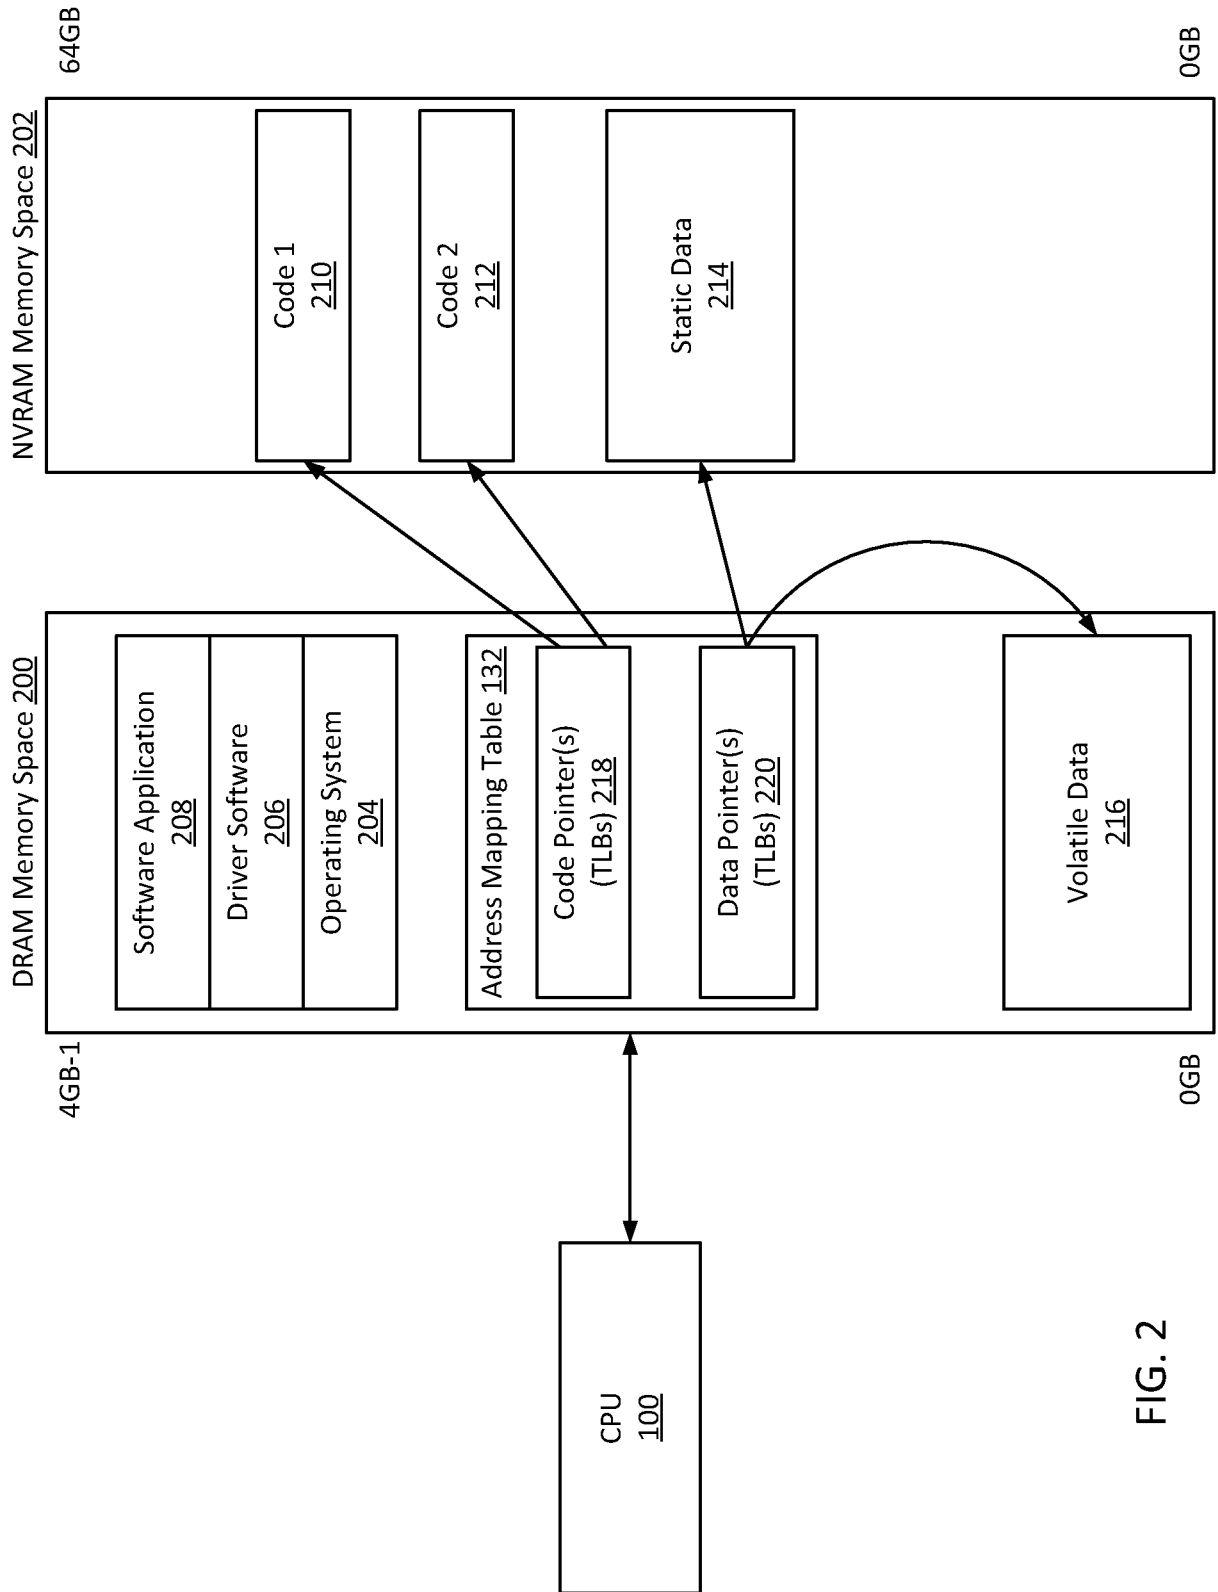 DRAM Memory Space 200
NVRAM Memory Space 202
4GB-1
64GB
Software Application
208
Driver Software
206
Operating System
204
Address Mapping Table 132
Code Pointer(s)
(TLBs) 218
Data Pointer(s)
(TLBs) 220
Volatile Data
216
Code 1
210
Code 2
212
Static Data
214
CPU
100
0GB
0GB
FIG. 2